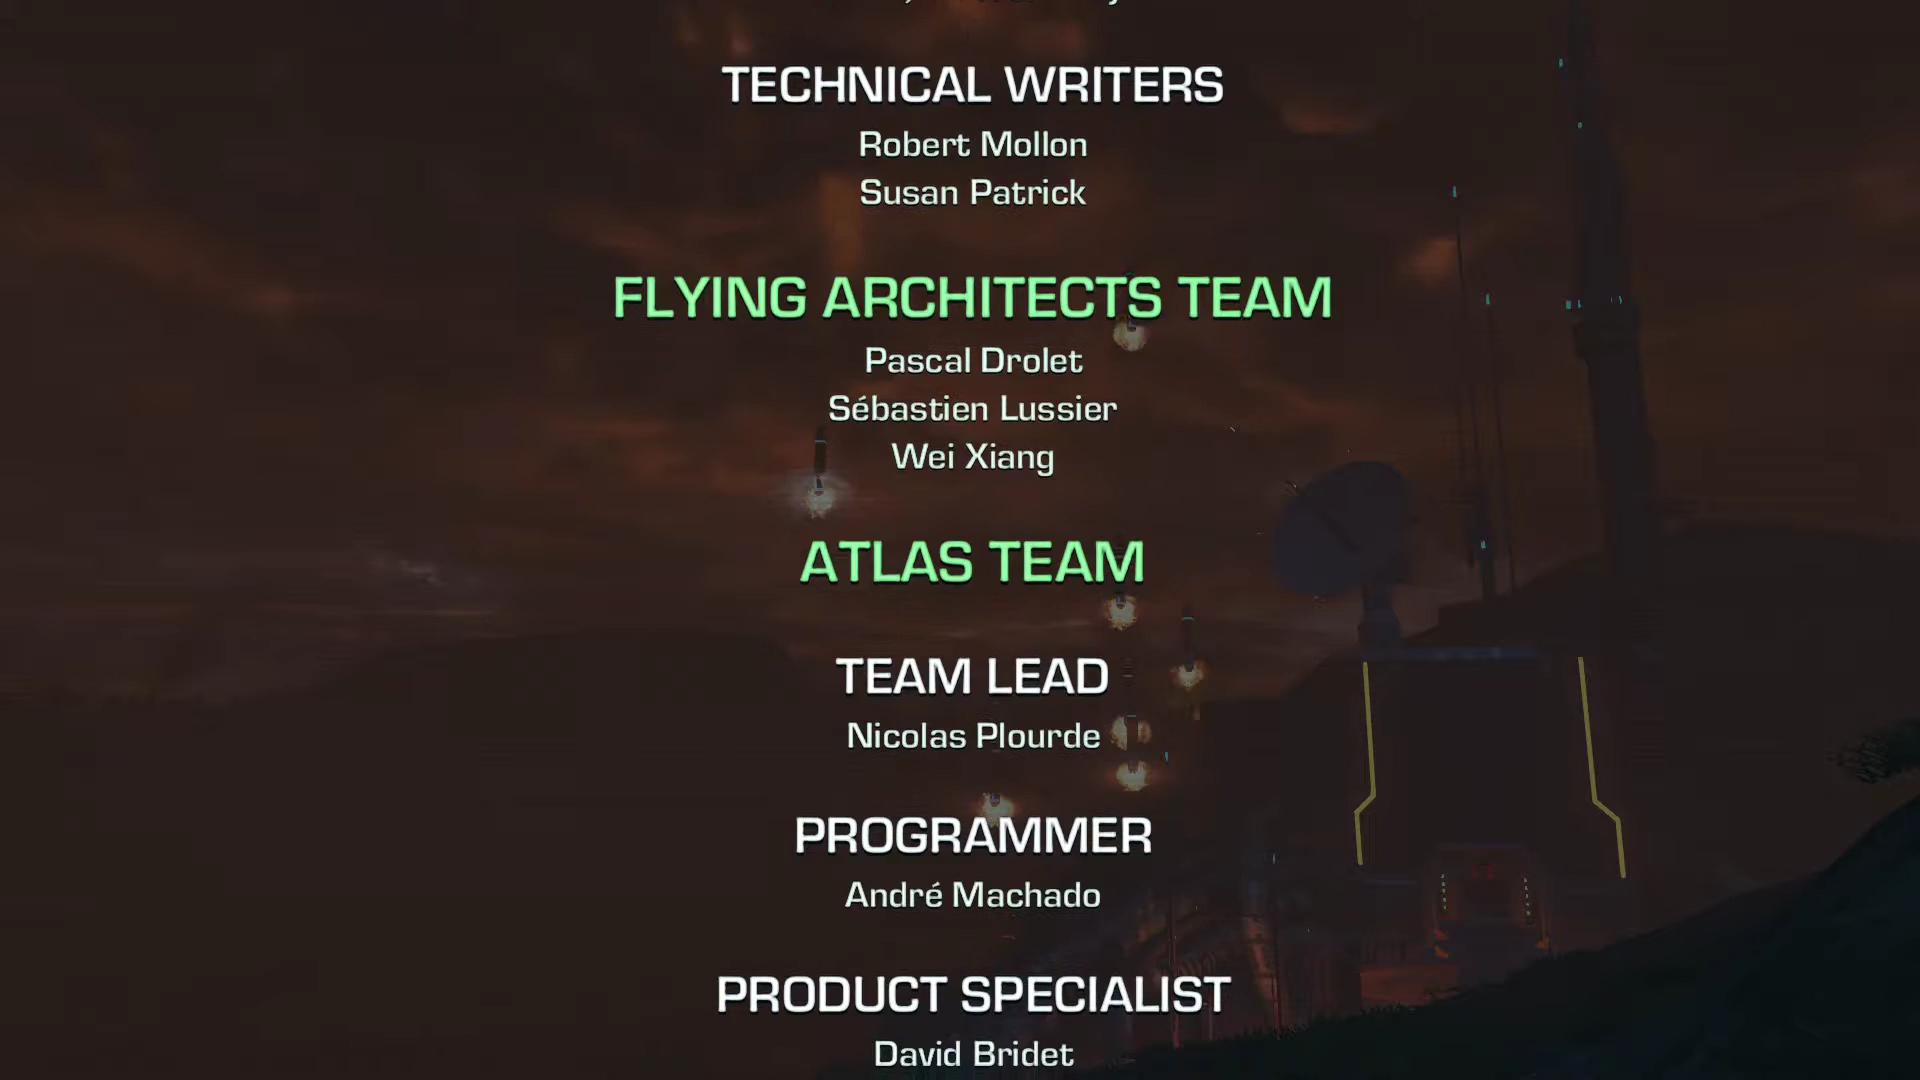 TECHNICAL WRITERS
Robert Mollon
Susan Patrick
FLYING ARCHITECTS TEAM
Pascal Drolet
Sébastien Lussier
Wei Xiang
ATLAS TEAM
TEAM LEAD
Nicolas Plourde
PROGRAMMER
André Machado
PRODUCT SPECIALIST
David Bridet